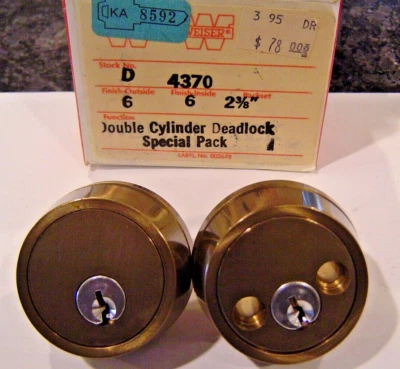 KA 8592
3 95 DR
$ 78.00
WEISER®
Stock No.
D 4370
Finish-Outside Finish-Inside Backset
6 6 2⅜"
Function
Double Cylinder Deadlock
Special Pack 1